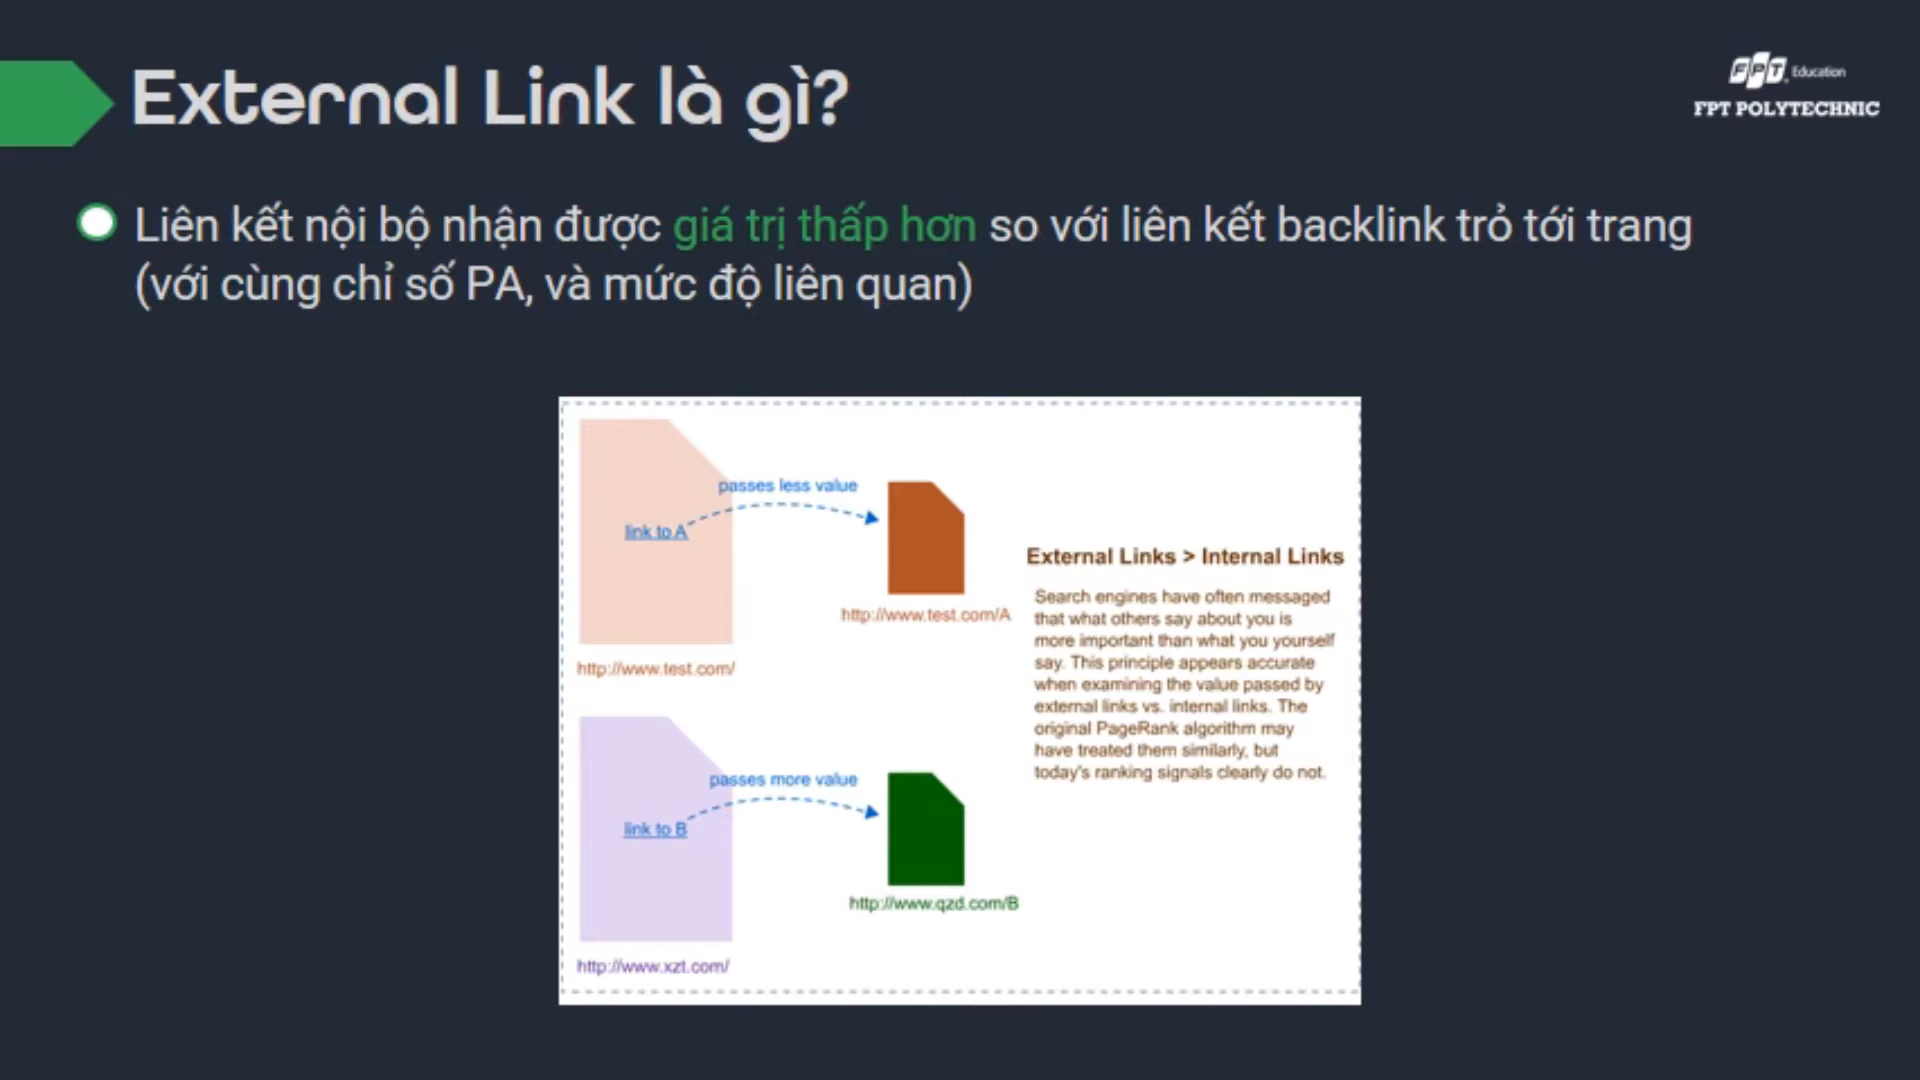 External Link là gì?
FPT Education
FPT POLYTECHNIC
Liên kết nội bộ nhận được giá trị thấp hơn so với liên kết backlink trỏ tới trang
(với cùng chỉ số PA, và mức độ liên quan)
passes less value
link to A
http://www.test.com/A
http://www.test.com/
passes more value
link to B
http://www.qzd.com/B
http://www.xzt.com/
External Links > Internal Links
Search engines have often messaged
that what others say about you is
more important than what you yourself
say. This principle appears accurate
when examining the value passed by
external links vs. internal links. The
original PageRank algorithm may
have treated them similarly, but
today's ranking signals clearly do not.